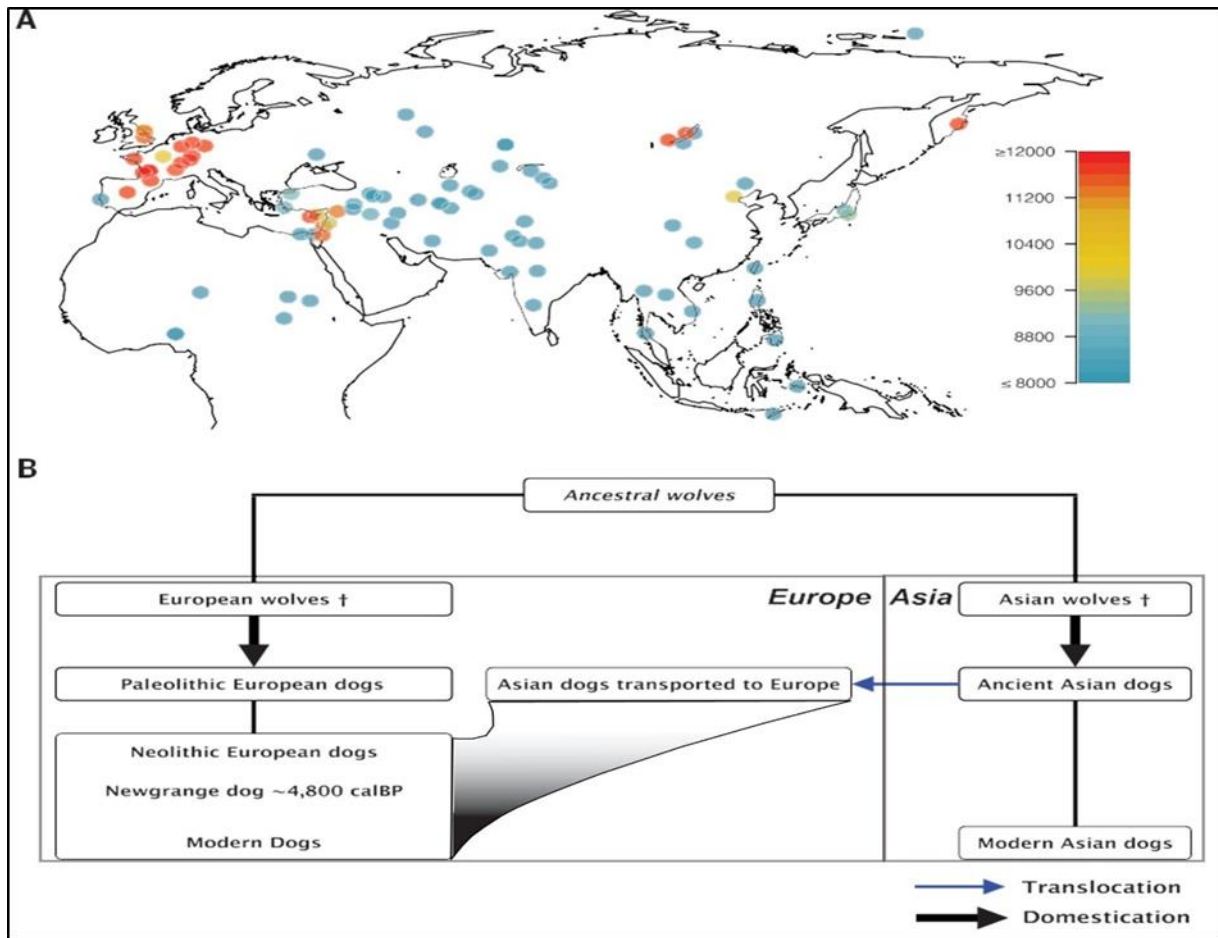 A
≥12000
11200
10400
9600
8800
≤8000
B
Ancestral wolves
European wolves †
Europe
Asia
Asian wolves †
Paleolithic European dogs
Asian dogs transported to Europe
Ancient Asian dogs
Neolithic European dogs
Newgrange dog ~4,800 calBP
Modern Dogs
Modern Asian dogs
Translocation
Domestication